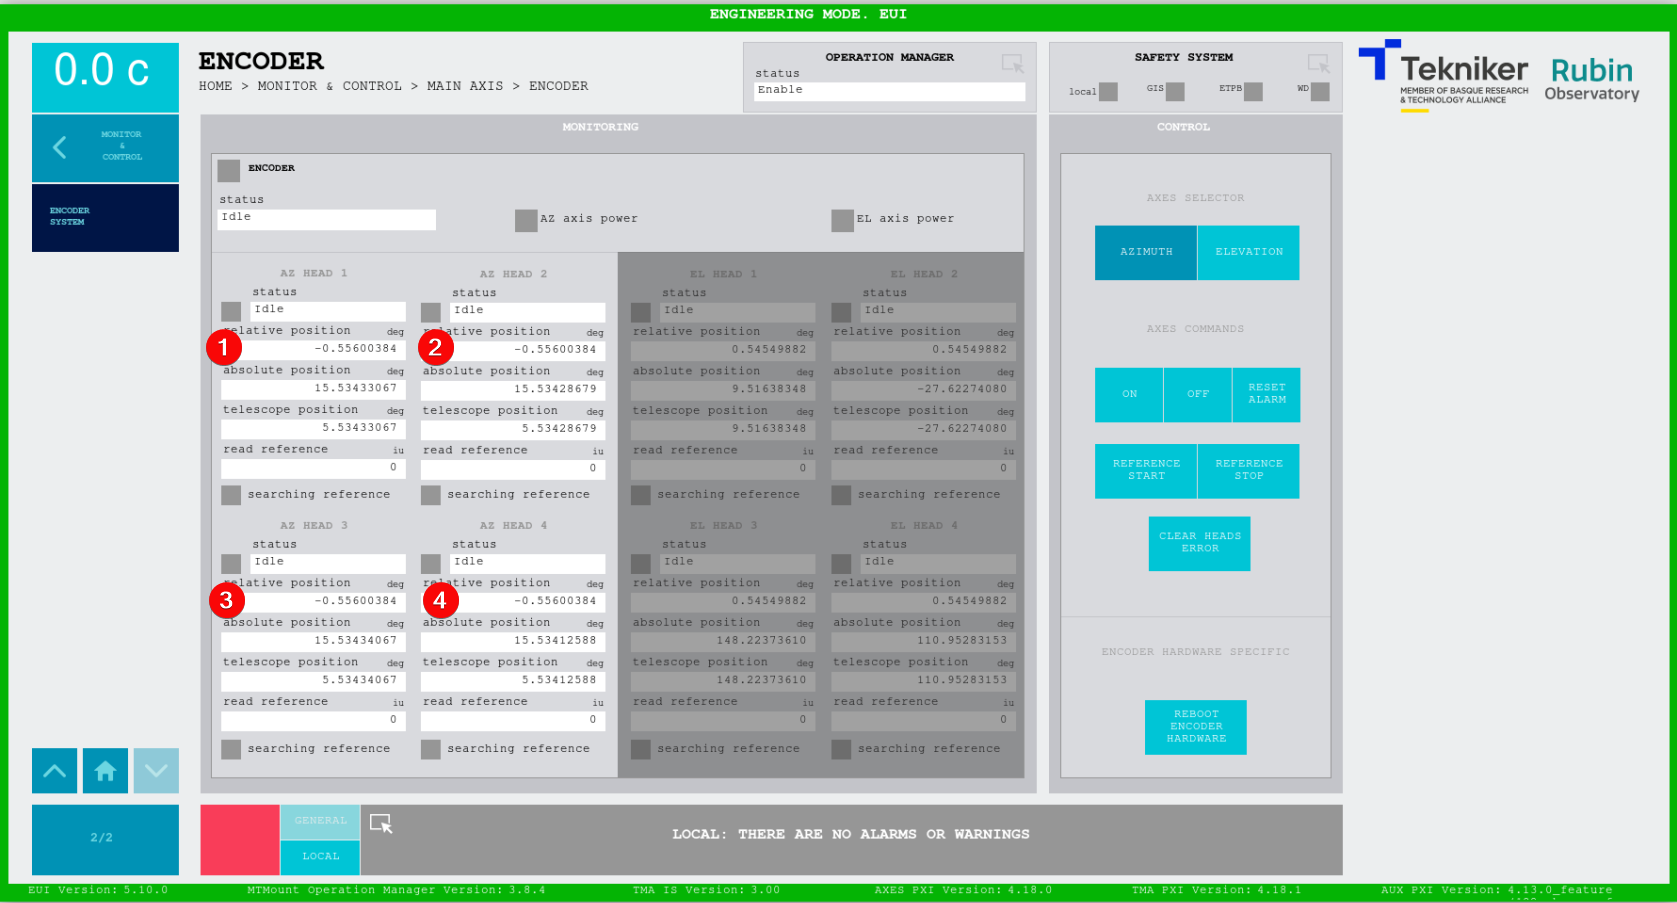 ENGINEERING MODE. EUI
0.0 c
ENCODER
HOME > MONITOR & CONTROL > MAIN AXIS > ENCODER
OPERATION MANAGER
status
Enable
SAFETY SYSTEM
local
GIS
ETPB
WD
Tekniker
MEMBER OF BASQUE RESEARCH
& TECHNOLOGY ALLIANCE
Rubin
Observatory
MONITOR
&
CONTROL
ENCODER
SYSTEM
MONITORING
ENCODER
status
Idle
AZ axis power
EL axis power
AZ HEAD 1
status
Idle
relative position deg
1
-0.55600384
absolute position deg
15.53433067
telescope position deg
5.53433067
read reference iu
0
searching reference
AZ HEAD 2
status
Idle
relative position deg
2
-0.55600384
absolute position deg
15.53428679
telescope position deg
5.53428679
read reference iu
0
searching reference
EL HEAD 1
status
Idle
relative position deg
0.54549882
absolute position deg
9.51638348
telescope position deg
9.51638348
read reference iu
0
searching reference
EL HEAD 2
status
Idle
relative position deg
0.54549882
absolute position deg
-27.62274080
telescope position deg
-27.62274080
read reference iu
0
searching reference
AZ HEAD 3
status
Idle
relative position deg
3
-0.55600384
absolute position deg
15.53434067
telescope position deg
5.53434067
read reference iu
0
searching reference
AZ HEAD 4
status
Idle
relative position deg
4
-0.55600384
absolute position deg
15.53412588
telescope position deg
5.53412588
read reference iu
0
searching reference
EL HEAD 3
status
Idle
relative position deg
0.54549882
absolute position deg
148.22373610
telescope position deg
148.22373610
read reference iu
0
searching reference
EL HEAD 4
status
Idle
relative position deg
0.54549882
absolute position deg
110.95283153
telescope position deg
110.95283153
read reference iu
0
searching reference
CONTROL
AXES SELECTOR
AZIMUTH
ELEVATION
AXES COMMANDS
ON
OFF
RESET
ALARM
REFERENCE
START
REFERENCE
STOP
CLEAR HEADS
ERROR
ENCODER HARDWARE SPECIFIC
REBOOT
ENCODER
HARDWARE
2/2
GENERAL
LOCAL
LOCAL: THERE ARE NO ALARMS OR WARNINGS
EUI Version: 5.10.0
MTMount Operation Manager Version: 3.8.4
TMA IS Version: 3.00
AXES PXI Version: 4.18.0
TMA PXI Version: 4.18.1
AUX PXI Version: 4.13.0_feature